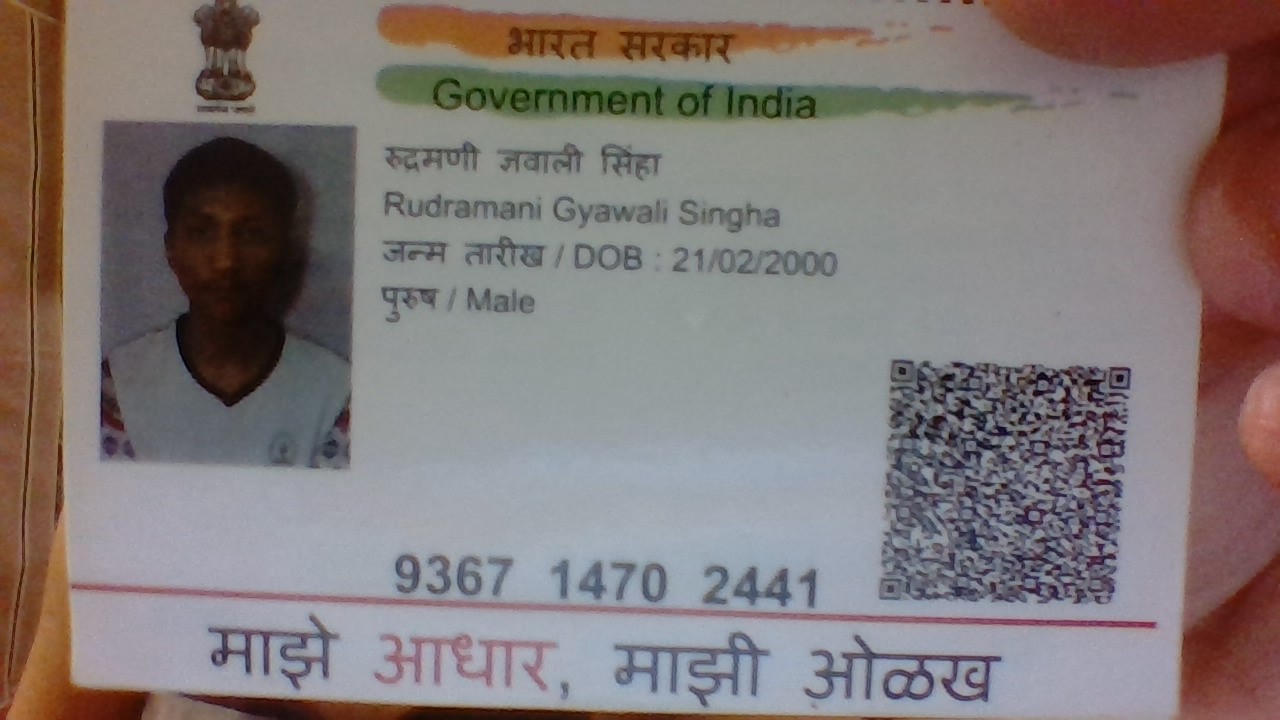 भारत सरकार
Government of India
रुद्रमणी ज्ञवाली सिंहा
Rudramani Gyawali Singha
जन्म तारीख / DOB : 21/02/2000
पुरुष / Male
9367 1470 2441
माझे आधार, माझी ओळख